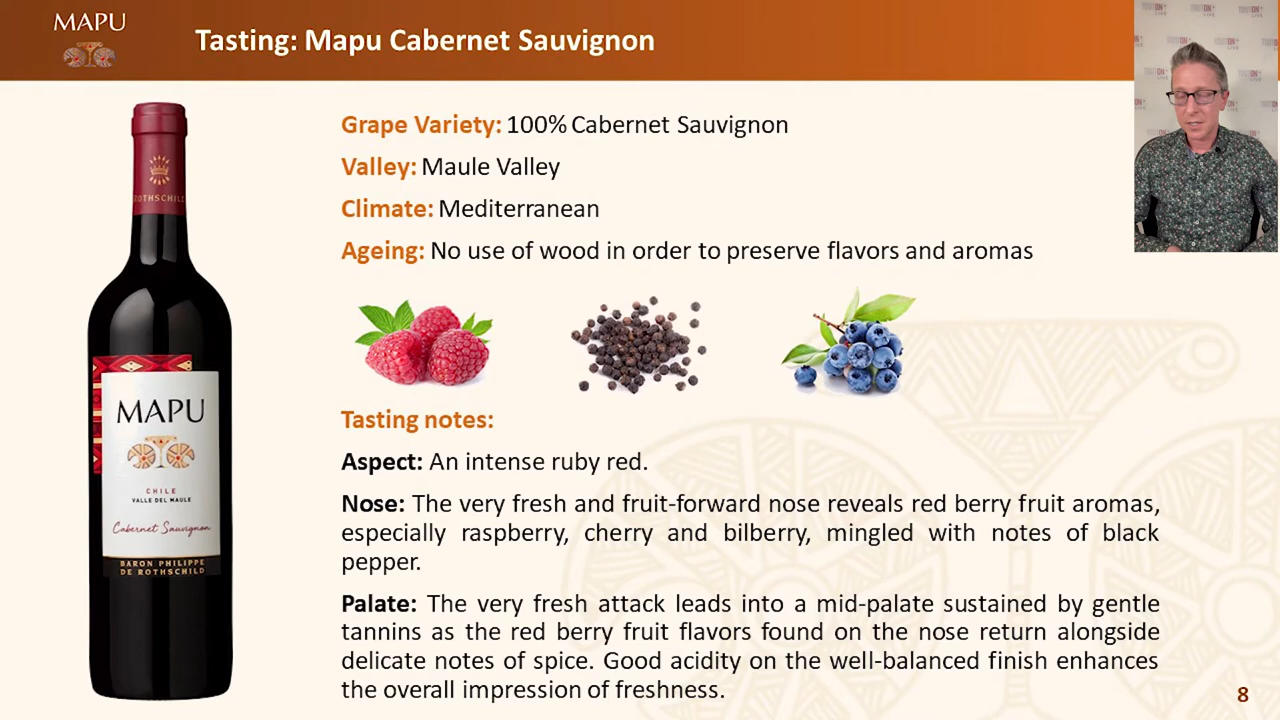 MAPU
Tasting: Mapu Cabernet Sauvignon
Grape Variety: 100% Cabernet Sauvignon
Valley: Maule Valley
Climate: Mediterranean
Ageing: No use of wood in order to preserve flavors and aromas
ROTHSCHILD
MAPU
CHILE
VALLE DEL MAULE
Cabernet Sauvignon
BARON PHILIPPE
DE ROTHSCHILD
Tasting notes:
Aspect: An intense ruby red.
Nose: The very fresh and fruit-forward nose reveals red berry fruit aromas,
especially raspberry, cherry and bilberry, mingled with notes of black
pepper.
Palate: The very fresh attack leads into a mid-palate sustained by gentle
tannins as the red berry fruit flavors found on the nose return alongside
delicate notes of spice. Good acidity on the well-balanced finish enhances
the overall impression of freshness.
8